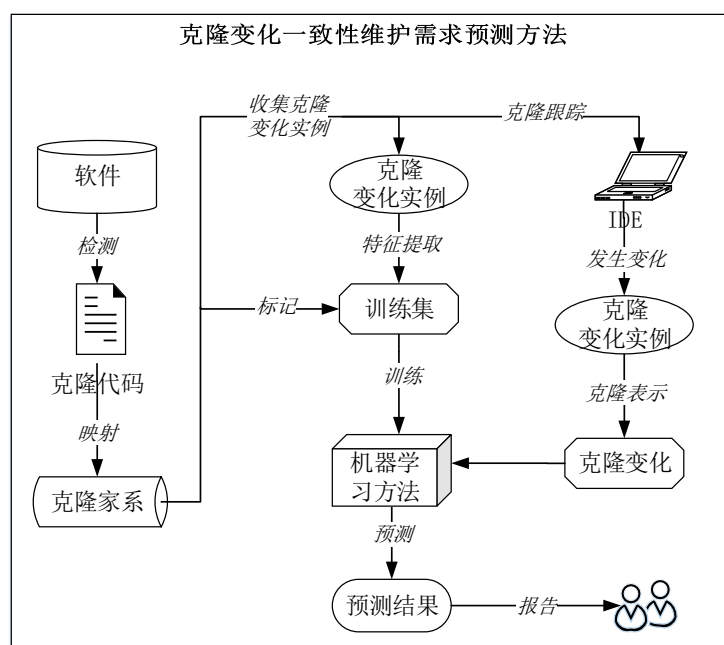 克隆变化一致性维护需求预测方法
收集克隆
变化实例
克隆跟踪
软件
克隆
变化实例
IDE
检测
特征提取
发生变化
标记
训练集
克隆
变化实例
克隆代码
训练
克隆表示
映射
机器学
习方法
克隆变化
克隆家系
预测
预测结果
报告